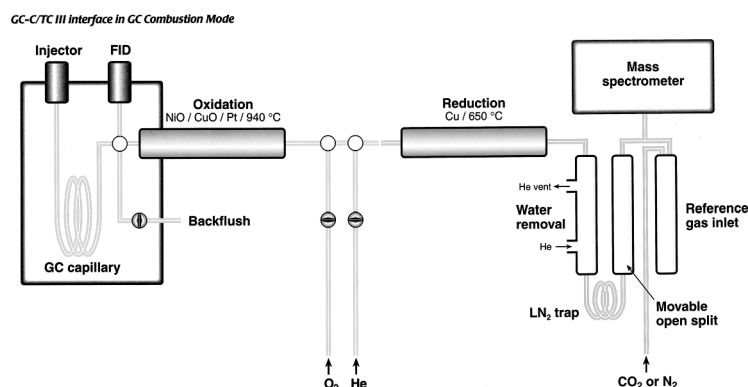 GC-C/TC III interface in GC Combustion Mode
Injector
FID
Oxidation
NiO / CuO / Pt / 940 °C
Reduction
Cu / 650 °C
Mass
spectrometer
He vent
Water
removal
He
Reference
gas inlet
Backflush
GC capillary
LN₂ trap
Movable
open split
O₂
He
CO₂ or N₂